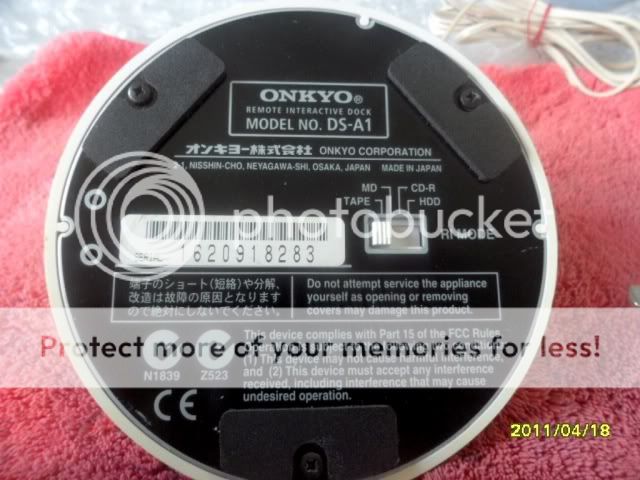 ONKYO®
REMOTE INTERACTIVE DOCK
MODEL NO. DS-A1
オンキヨー株式会社 ONKYO CORPORATION
2-1, NISSHIN-CHO, NEYAGAWA-SHI, OSAKA, JAPAN MADE IN JAPAN
MD CD-R
TAPE HDD
RI MODE
SERIAL
620918283
photobucket
端子のショート(短絡)や分解、
改造は故障の原因となります
ので絶対にしないでください。
Do not attempt service the appliance
yourself as opening or removing
covers may damage this product.
Protect more of your memories for less!
This device complies with Part 15 of the FCC Rules.
(1) This device may not cause harmful interference,
and (2) This device must accept any interference
received, including interference that may cause
undesired operation.
N1839 Z523
CE
2011/04/18